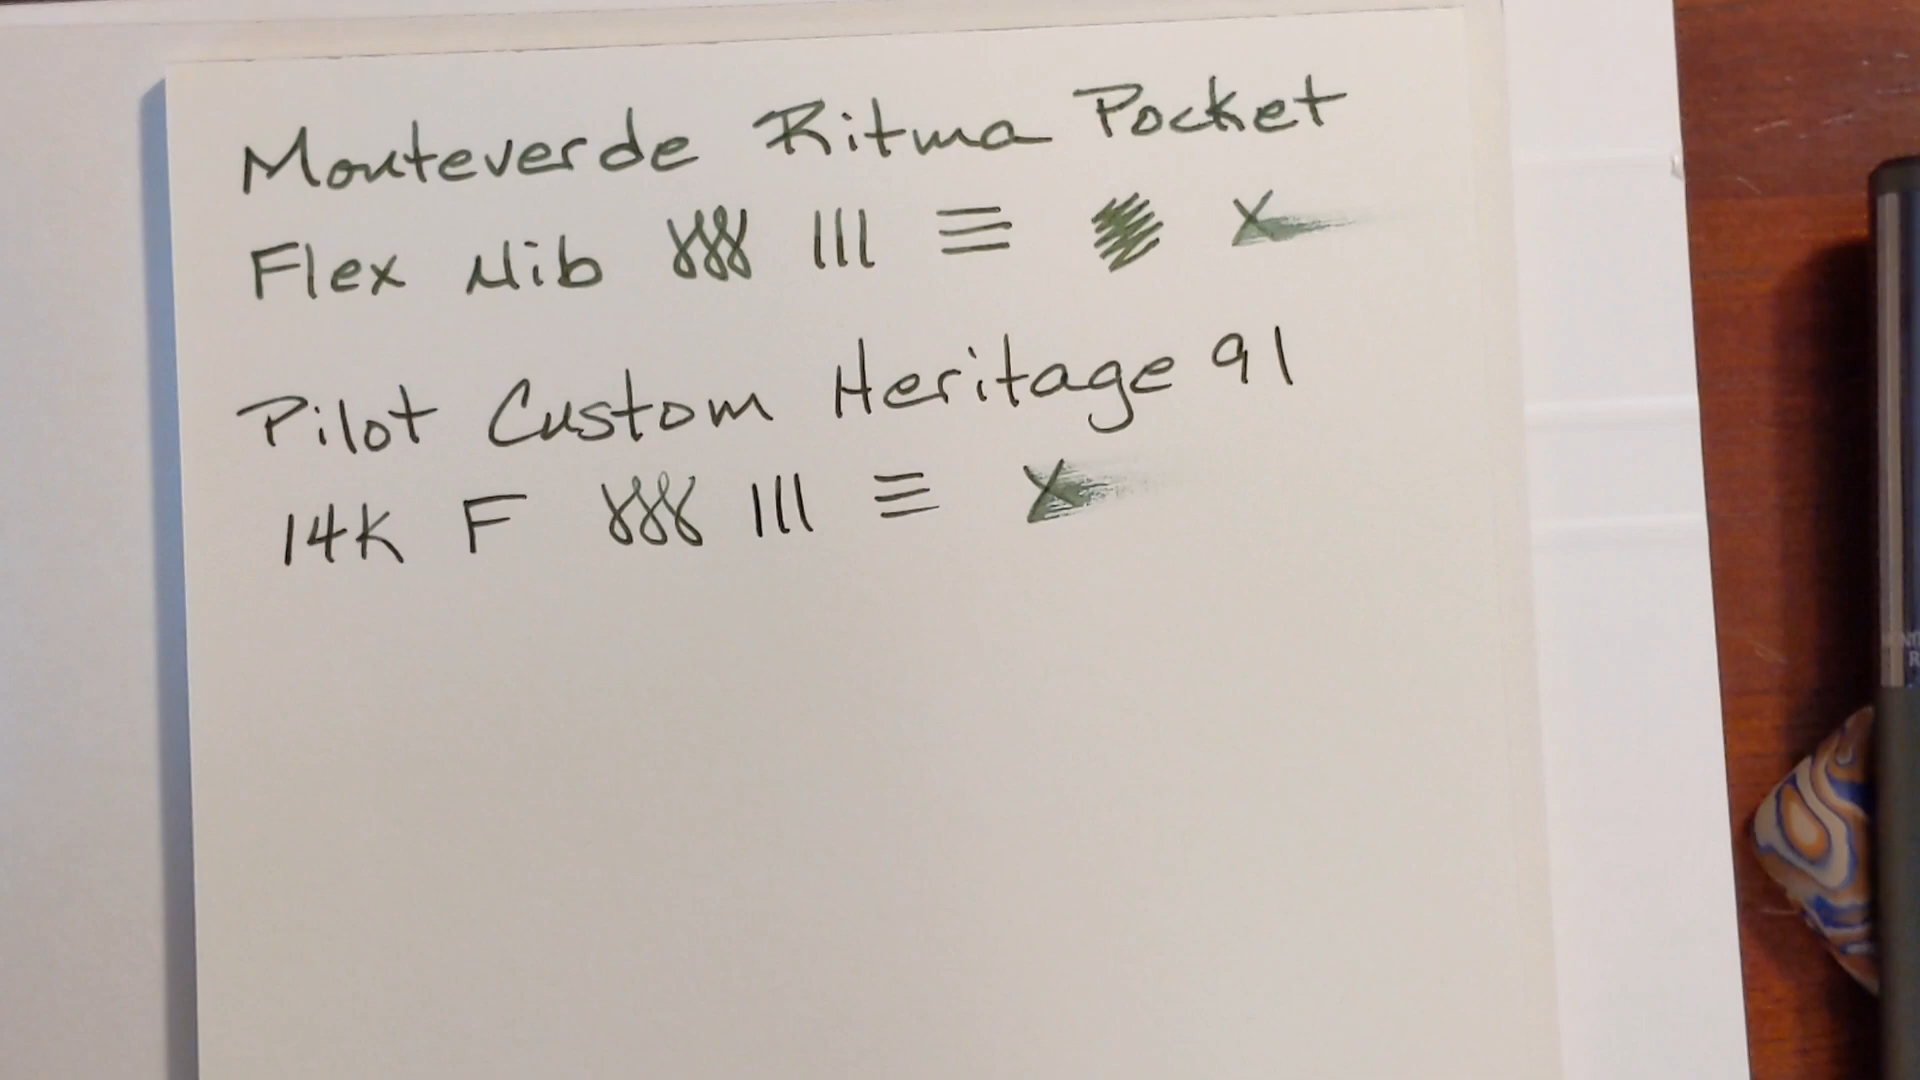 Monteverde Ritma Pocket
Flex Nib
Pilot Custom Heritage 91
14K F